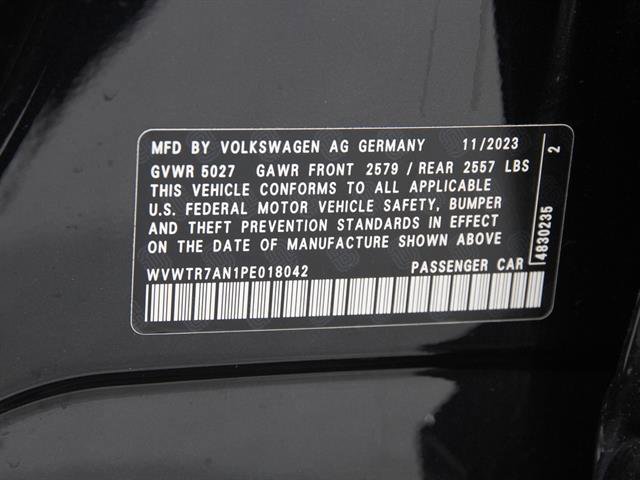 MFD BY VOLKSWAGEN AG GERMANY 11/2023
GVWR 5027 GAWR FRONT 2579 / REAR 2557 LBS
THIS VEHICLE CONFORMS TO ALL APPLICABLE
U.S. FEDERAL MOTOR VEHICLE SAFETY, BUMPER
AND THEFT PREVENTION STANDARDS IN EFFECT
ON THE DATE OF MANUFACTURE SHOWN ABOVE
WVWTR7AN1PE018042 PASSENGER CAR
4830235 2